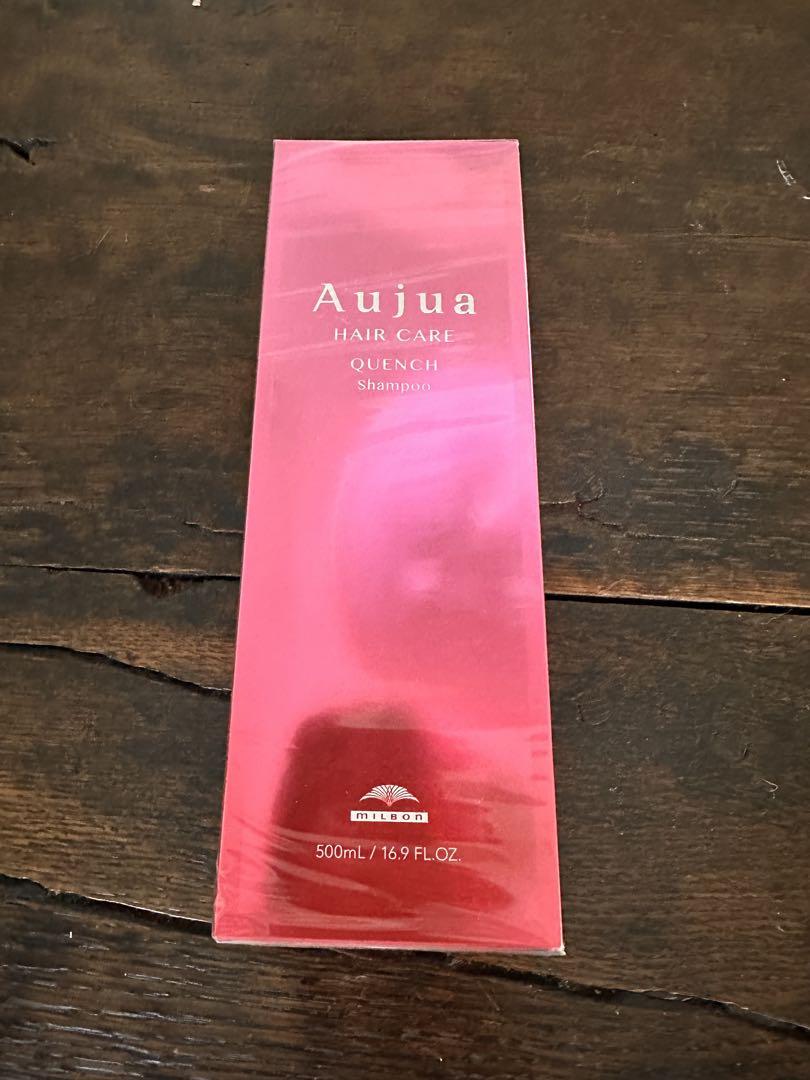 Aujua
HAIR CARE
QUENCH
Shampoo
MILBON
500mL / 16.9 FL.OZ.